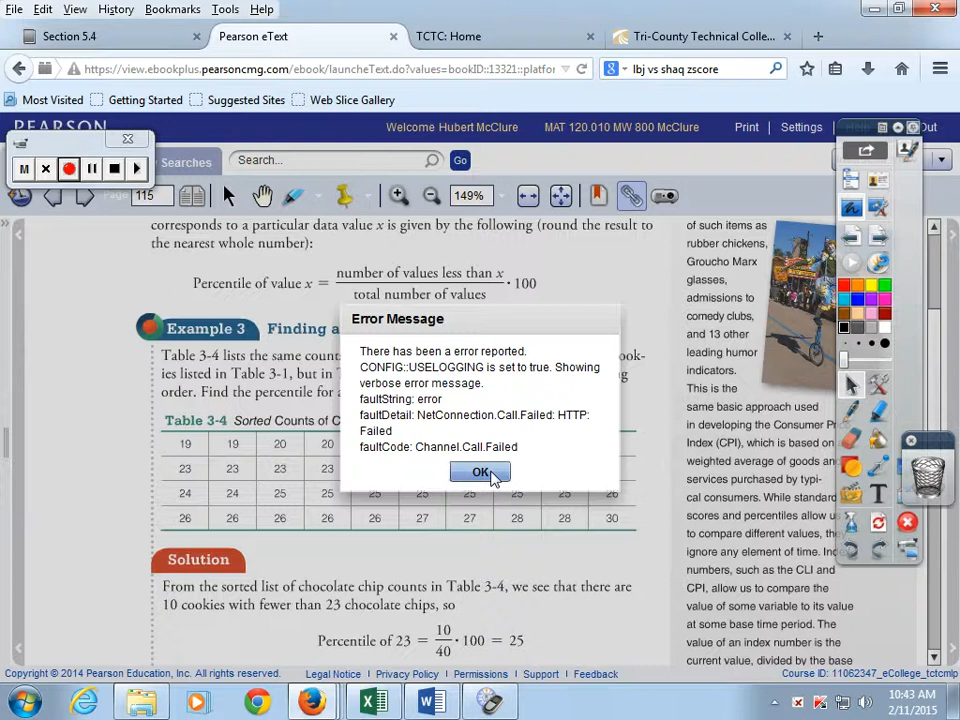 File Edit View History Bookmarks Tools Help
Section 5.4 × Pearson eText × TCTC: Home × Tri-County Technical Colle... × +
https://view.ebookplus.pearsoncmg.com/ebook/launcheText.do?values=bookID::13321::platfor
lbj vs shaq zscore
Most Visited Getting Started Suggested Sites Web Slice Gallery
PEARSON
Welcome Hubert McClure MAT 120.010 MW 800 McClure Print Settings Out
M
Searches Search... Go
115 149%
corresponds to a particular data value x is given by the following (round the result to
the nearest whole number):
Percentile of value x = number of values less than x / total number of values · 100
Example 3 Finding a
Table 3-4 lists the same count
ies listed in Table 3-1, but in T
ing order. Find the percentile for a
ook-
Table 3-4 Sorted Counts of C
19 19 20 20
23 23 23 23
24 24 24 25 25 25 25 25 26
26 26 26 26 27 27 28 28 30
Error Message
There has been a error reported.
CONFIG::USELOGGING is set to true. Showing
verbose error message.
faultString: error
faultDetail: NetConnection.Call.Failed: HTTP:
Failed
faultCode: Channel.Call.Failed
OK
Solution
From the sorted list of chocolate chip counts in Table 3-4, we see that there are
10 cookies with fewer than 23 chocolate chips, so
Percentile of 23 = 10/40 · 100 = 25
of such items as
rubber chickens,
Groucho Marx
glasses,
admissions to
comedy clubs,
and 13 other
leading humor
indicators.
This is the
same basic approach used
in developing the Consumer Pr
Index (CPI), which is based on
weighted average of goods an
services purchased by typi-
cal consumers. While standard
scores and percentiles allow us
to compare different values, they
ignore any element of time. Ind
numbers, such as the CLI and
CPI, allow us to compare the
value of some variable to its value
at some base time period. The
value of an index number is the
current value, divided by the base
T
Copyright © 2014 Pearson Education, Inc. All rights reserved. Legal Notice | Privacy Policy | Permissions | Support | Feedback Course ID: 11062347_eCollege_tctcmlp
10:43 AM
2/11/2015